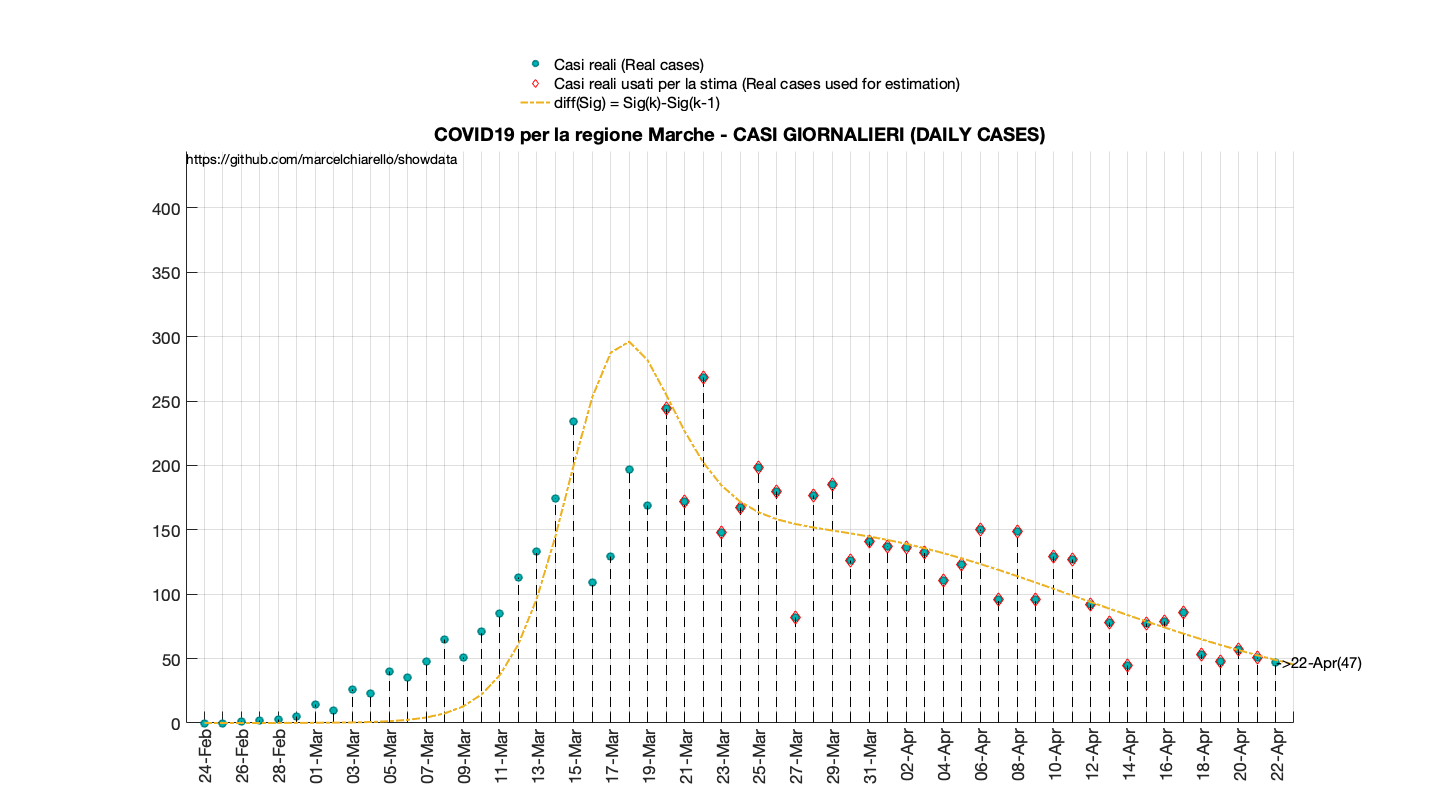 Casi reali (Real cases)
Casi reali usati per la stima (Real cases used for estimation)
diff(Sig) = Sig(k)-Sig(k-1)
COVID19 per la regione Marche - CASI GIORNALIERI (DAILY CASES)
https://github.com/marcelchiarello/showdata
400
350
300
250
200
150
100
50
0
>22-Apr(47)
24-Feb
26-Feb
28-Feb
01-Mar
03-Mar
05-Mar
07-Mar
09-Mar
11-Mar
13-Mar
15-Mar
17-Mar
19-Mar
21-Mar
23-Mar
25-Mar
27-Mar
29-Mar
31-Mar
02-Apr
04-Apr
06-Apr
08-Apr
10-Apr
12-Apr
14-Apr
16-Apr
18-Apr
20-Apr
22-Apr